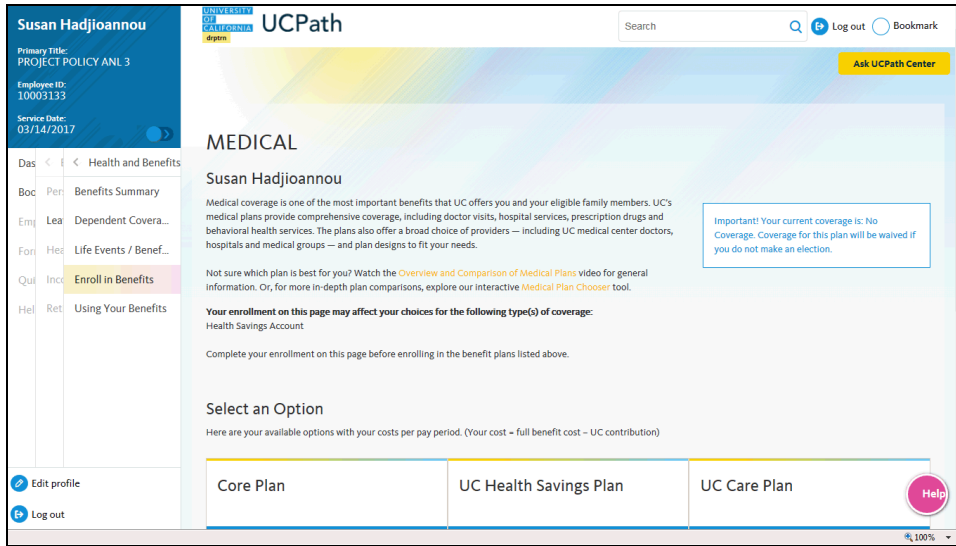 Susan Hadjioannou
Primary Title:
PROJECT POLICY ANL 3
Employee ID:
10003133
Service Date:
03/14/2017
UNIVERSITY
OF
CALIFORNIA
drptrn
UCPath
Search
Log out
Bookmark
Ask UCPath Center
Das
Boo
Emp
For
Qui
Hel
Per
Lea
Hea
Inco
Ret
< Health and Benefits
Benefits Summary
Dependent Covera...
Life Events / Benef...
Enroll in Benefits
Using Your Benefits
Edit profile
Log out
MEDICAL
Susan Hadjioannou
Medical coverage is one of the most important benefits that UC offers you and your eligible family members. UC's
medical plans provide comprehensive coverage, including doctor visits, hospital services, prescription drugs and
behavioral health services. The plans also offer a broad choice of providers — including UC medical center doctors,
hospitals and medical groups — and plan designs to fit your needs.
Not sure which plan is best for you? Watch the Overview and Comparison of Medical Plans video for general
information. Or, for more in-depth plan comparisons, explore our interactive Medical Plan Chooser tool.
Your enrollment on this page may affect your choices for the following type(s) of coverage:
Health Savings Account
Complete your enrollment on this page before enrolling in the benefit plans listed above.
Important! Your current coverage is: No
Coverage. Coverage for this plan will be waived if
you do not make an election.
Select an Option
Here are your available options with your costs per pay period. (Your cost = full benefit cost – UC contribution)
Core Plan
UC Health Savings Plan
UC Care Plan
Help
100%